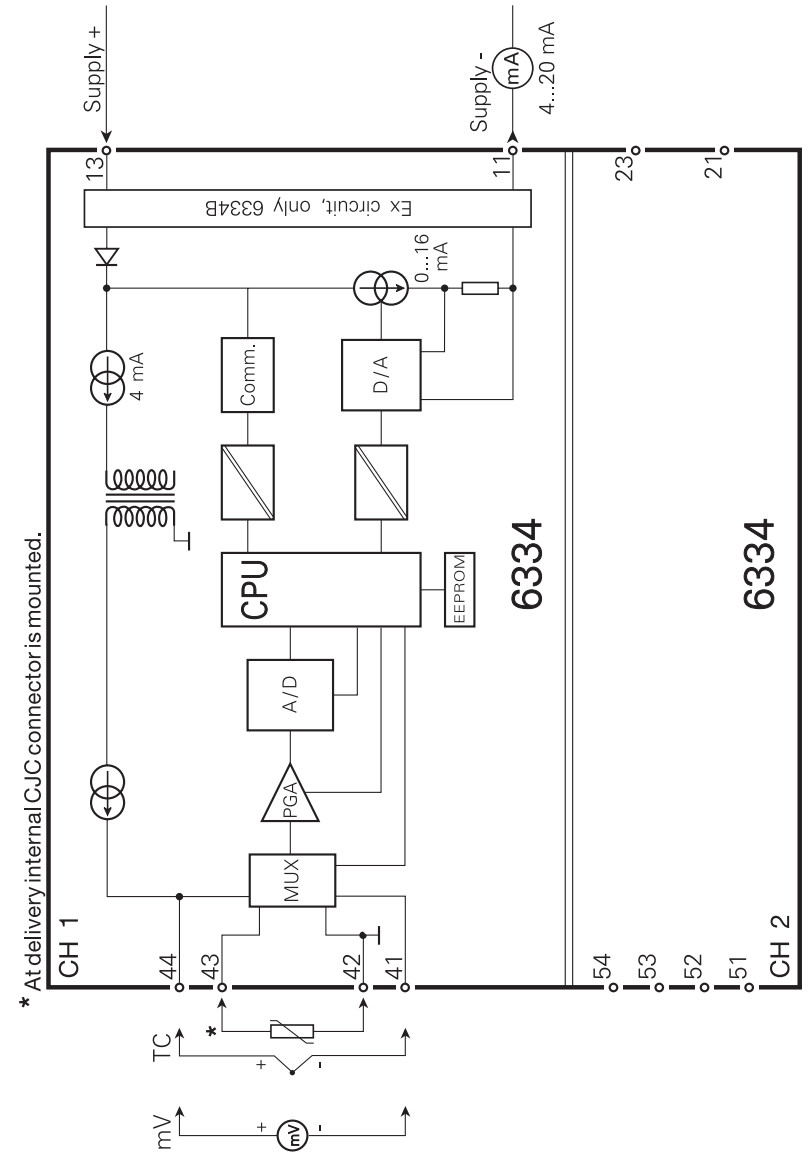 * At delivery internal CJC connector is mounted.
mV
+
mV
-
TC
+
-
*
CH 1
44
43
42
41
MUX
PGA
A/D
CPU
EEPROM
4 mA
Comm.
D/A
0...16
mA
Ex circuit, only 6334B
13
11
Supply +
Supply -
mA
4...20 mA
6334
CH 2
54
53
52
51
6334
23
21